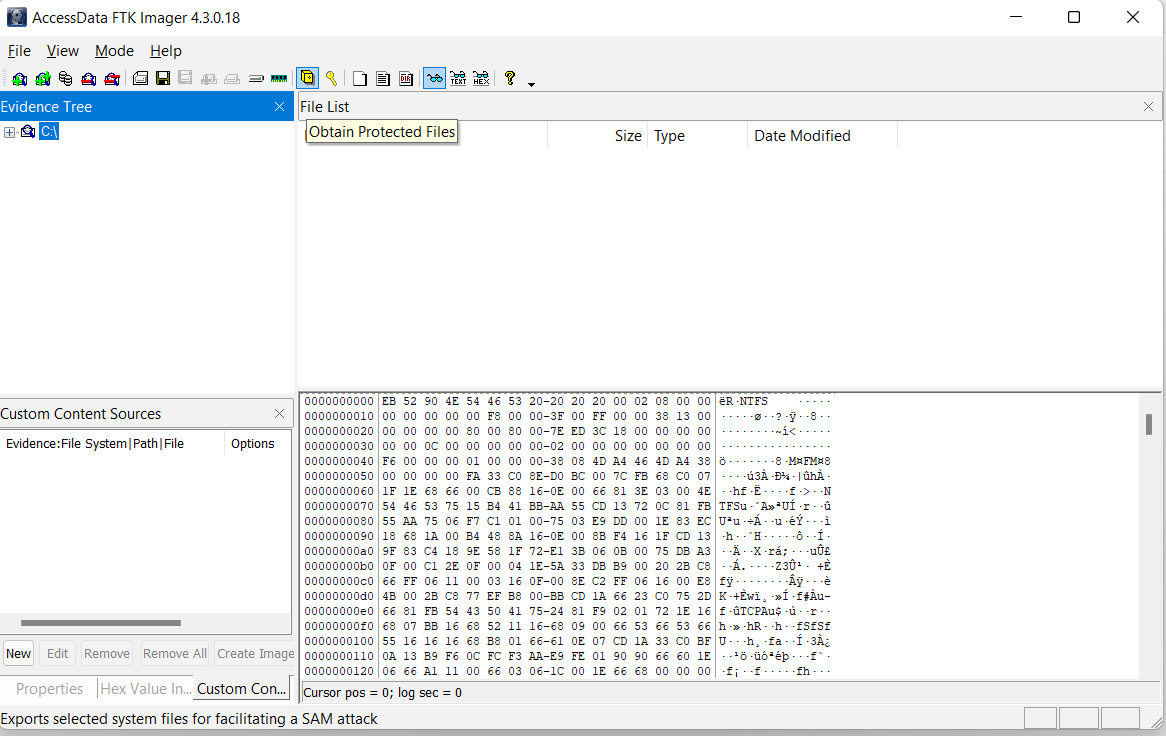 AccessData FTK Imager 4.3.0.18
File View Mode Help
Evidence Tree
C:\
File List
Obtain Protected Files
Size Type Date Modified
Custom Content Sources
Evidence:File System|Path|File Options
New Edit Remove Remove All Create Image
Properties Hex Value In... Custom Con...
0000000000 EB 52 90 4E 54 46 53 20-20 20 20 00 02 08 00 00 ëR·NTFS ·····
0000000010 00 00 00 00 00 F8 00 00-3F 00 FF 00 00 38 13 00 ·····ø··?·ÿ··8··
0000000020 00 00 00 00 80 00 80 00-7E ED 3C 18 00 00 00 00 ········~í<·····
0000000030 00 00 0C 00 00 00 00 00-02 00 00 00 00 00 00 00 ················
0000000040 F6 00 00 00 01 00 00 00-38 08 4D A4 46 4D A4 38 ö·······8·M¤FM¤8
0000000050 00 00 00 00 FA 33 C0 8E-D0 BC 00 7C FB 68 C0 07 ····ú3À·Ð¼·|ûhÀ·
0000000060 1F 1E 68 66 00 CB 88 16-0E 00 66 81 3E 03 00 4E ··hf·Ë····f·>··N
0000000070 54 46 53 75 15 B4 41 BB-AA 55 CD 13 72 0C 81 FB TFSu·´A»ªUÍ·r··û
0000000080 55 AA 75 06 F7 C1 01 00-75 03 E9 DD 00 1E 83 EC Uªu·÷Á··u·éÝ···ì
0000000090 18 68 1A 00 B4 48 8A 16-0E 00 8B F4 16 1F CD 13 ·h··´H·····ô··Í·
00000000a0 9F 83 C4 18 9E 58 1F 72-E1 3B 06 0B 00 75 DB A3 ··Ä··X·rá;···uÛ£
00000000b0 0F 00 C1 2E 0F 00 04 1E-5A 33 DB B9 00 20 2B C8 ··Á.····Z3Û¹· +È
00000000c0 66 FF 06 11 00 03 16 0F-00 8E C2 FF 06 16 00 E8 fÿ········Âÿ···è
00000000d0 4B 00 2B C8 77 EF B8 00-BB CD 1A 66 23 C0 75 2D K·+Èwï¸·»Í·f#Àu-
00000000e0 66 81 FB 54 43 50 41 75-24 81 F9 02 01 72 1E 16 f·ûTCPAu$·ù··r··
00000000f0 68 07 BB 16 68 52 11 16-68 09 00 66 53 66 53 66 h·»·hR··h··fSfSf
0000000100 55 16 16 16 68 B8 01 66-61 0E 07 CD 1A 33 C0 BF U···h¸·fa··Í·3À¿
0000000110 0A 13 B9 F6 0C FC F3 AA-E9 FE 01 90 90 66 60 1E ··¹ö·üóªéþ···f`·
0000000120 06 66 A1 11 00 66 03 06-1C 00 1E 66 68 00 00 00 ·f¡··f·····fh···
Cursor pos = 0; log sec = 0
Exports selected system files for facilitating a SAM attack